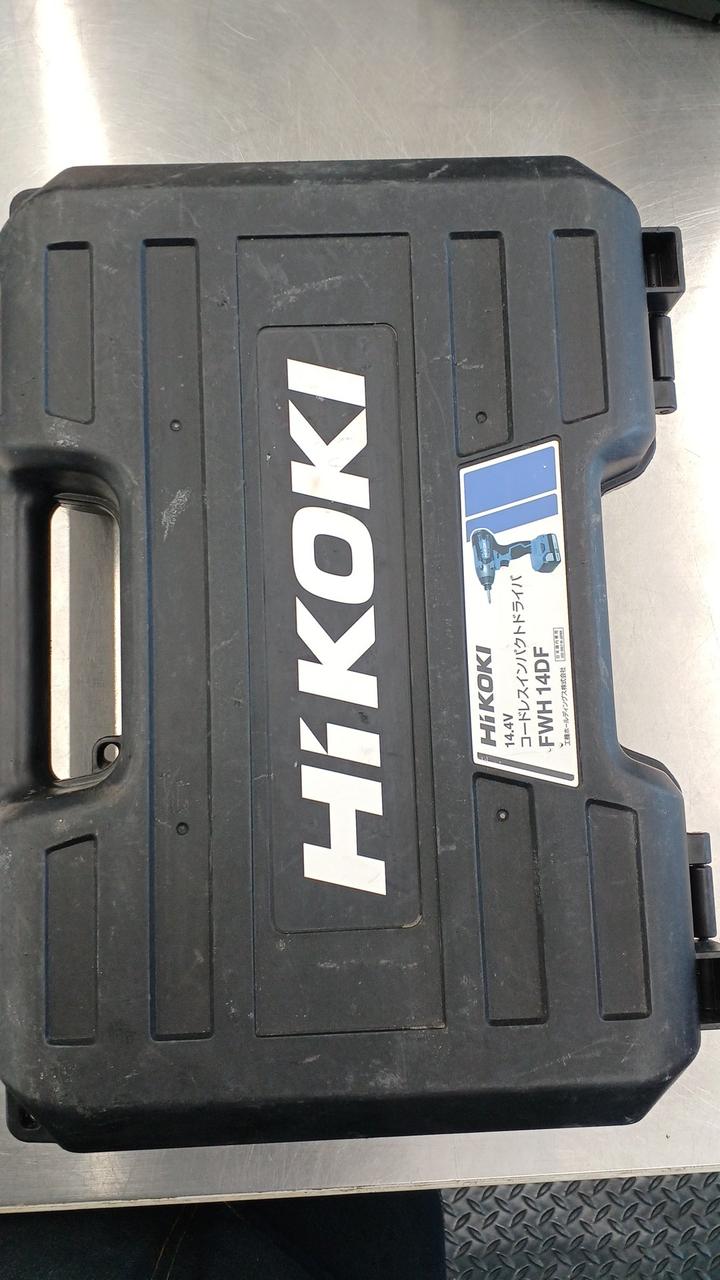 HiKOKI
HiKOKI
14.4V
コードレスインパクトドライバ
FWH 14DF
工機ホールディングス株式会社